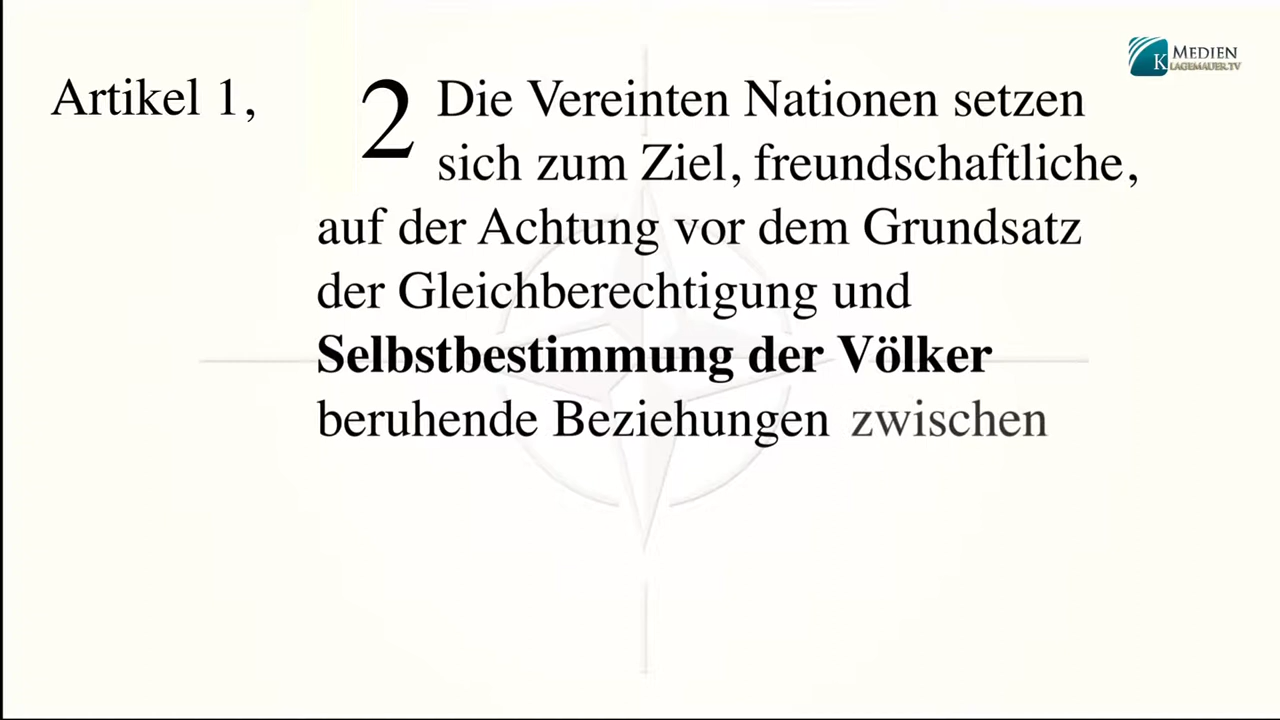 MEDIEN
KLAGEMAUER.TV
Artikel 1,
2 Die Vereinten Nationen setzen
sich zum Ziel, freundschaftliche,
auf der Achtung vor dem Grundsatz
der Gleichberechtigung und
Selbstbestimmung der Völker
beruhende Beziehungen zwischen